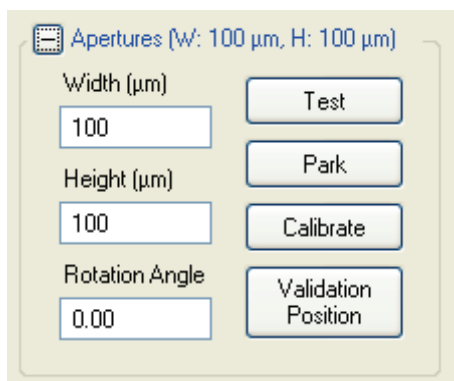 Apertures (W: 100 µm, H: 100 µm)
Width (µm)
100
Test
Park
Height (µm)
100
Calibrate
Rotation Angle
0.00
Validation
Position